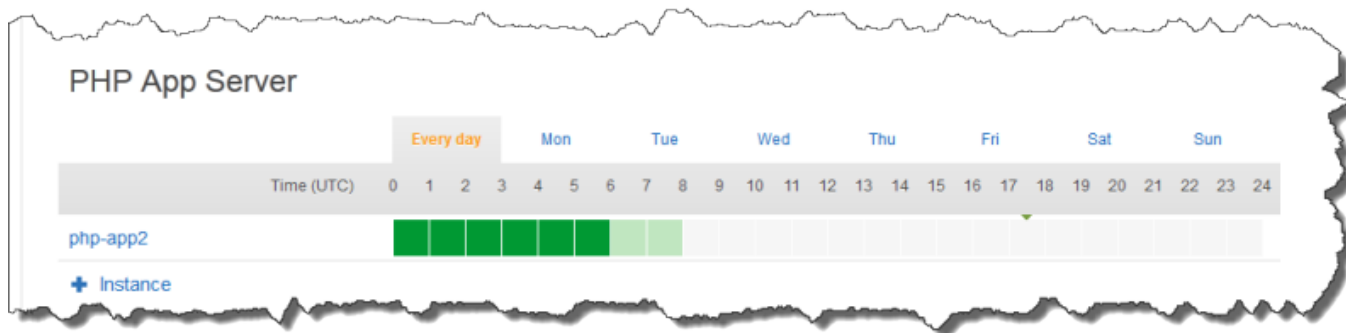 PHP App Server
Every day Mon Tue Wed Thu Fri Sat Sun
Time (UTC) 0 1 2 3 4 5 6 7 8 9 10 11 12 13 14 15 16 17 18 19 20 21 22 23 24
php-app2
Instance